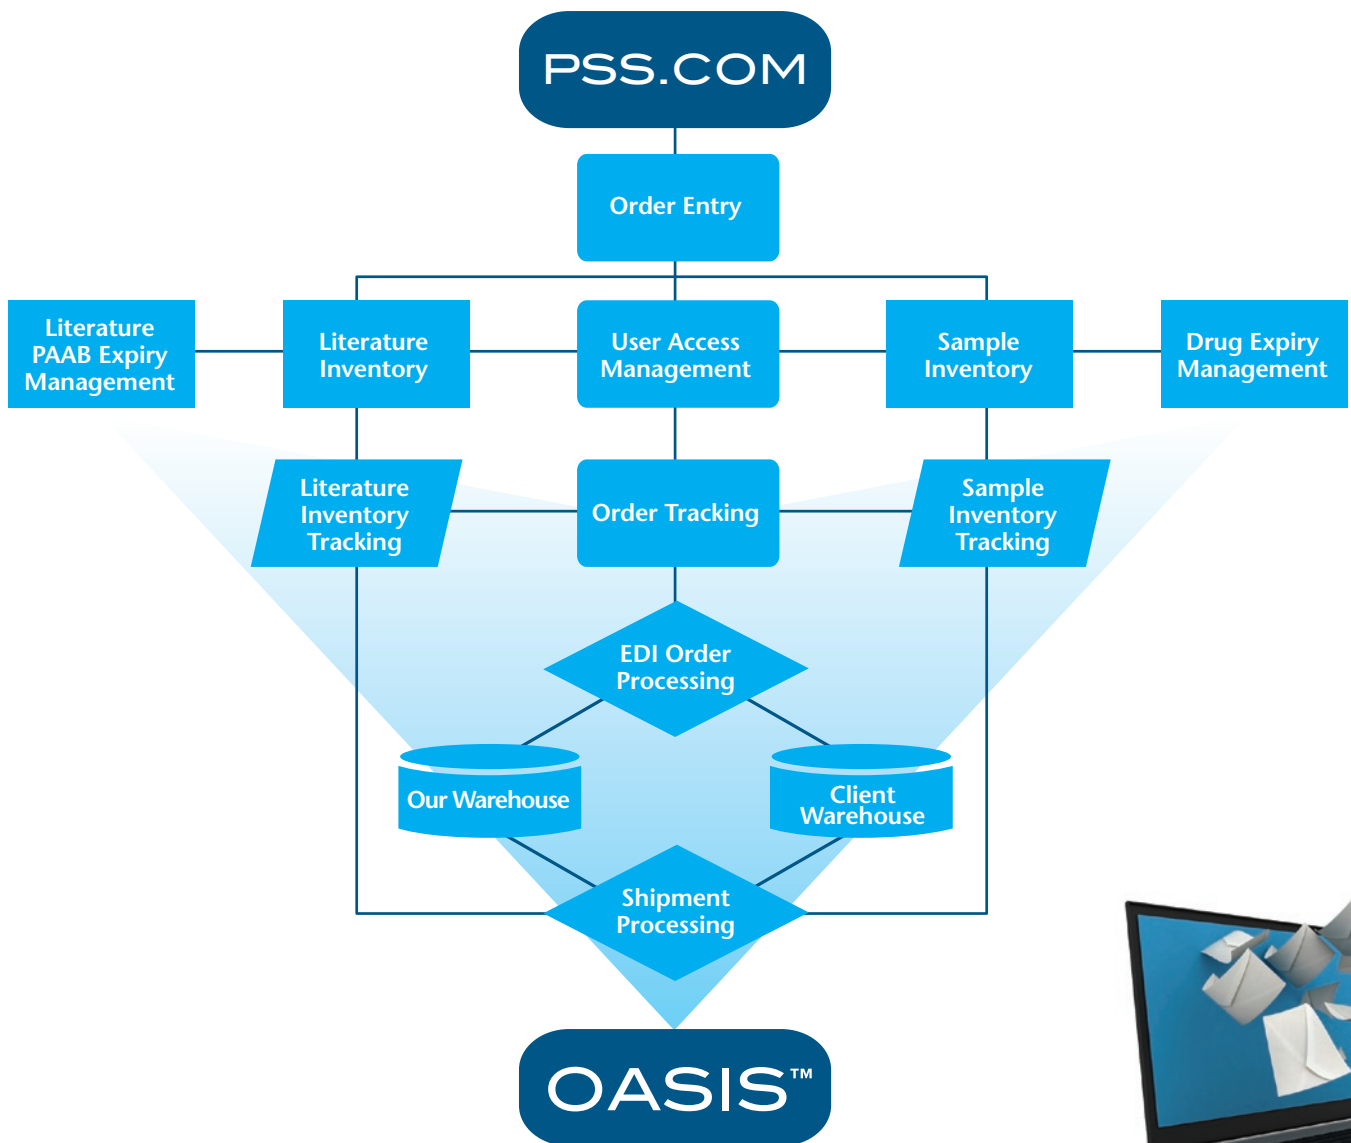 PSS.COM
Order Entry
Literature
PAAB Expiry
Management
Literature
Inventory
User Access
Management
Sample
Inventory
Drug Expiry
Management
Literature
Inventory
Tracking
Order Tracking
Sample
Inventory
Tracking
EDI Order
Processing
Our Warehouse
Client
Warehouse
Shipment
Processing
OASIS™